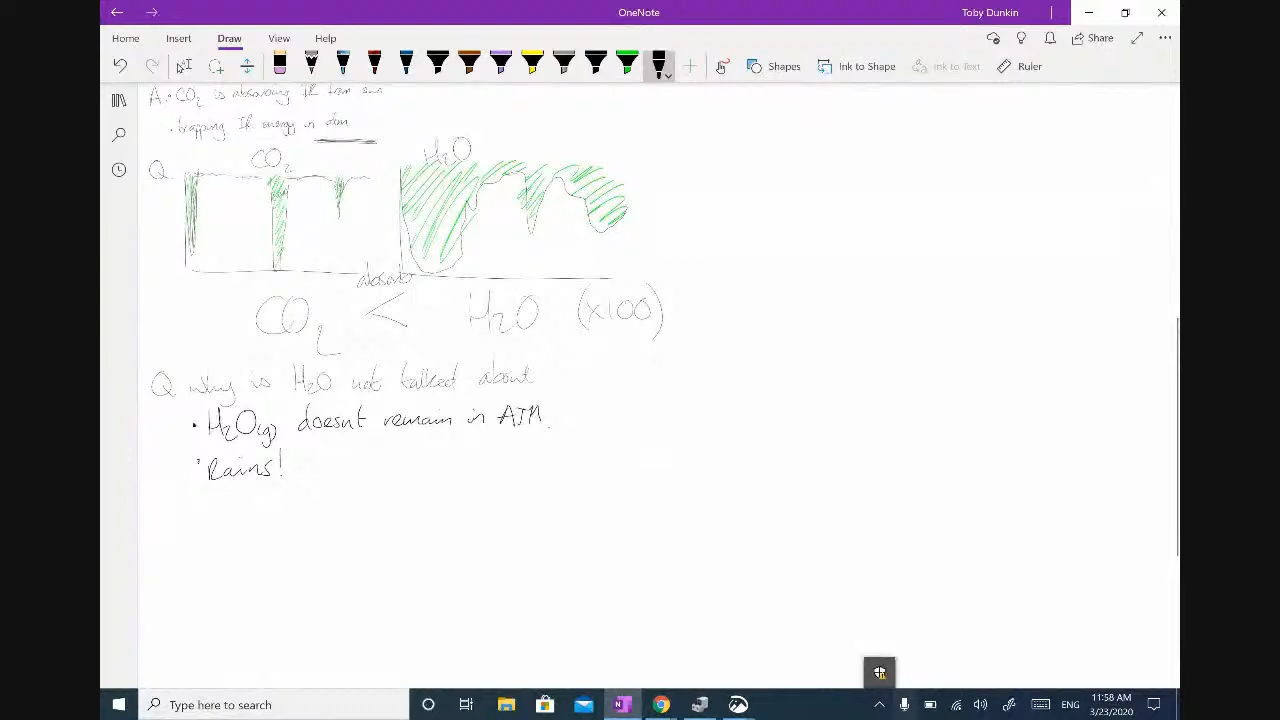 OneNote
Toby Dunkin
Home Insert Draw View Help
Share
Shapes
Ink to Shape
Ink to Text
Ruler
A. • CO2 is absorbing IR from sun
• trapping IR energy in atm
Q CO2 H2O
absorbs
CO2 < H2O (x100)
Q why is H2O not talked about
• H2O(g) doesnt remain in ATM.
• Rains!
Type here to search
ENG
11:58 AM
3/23/2020